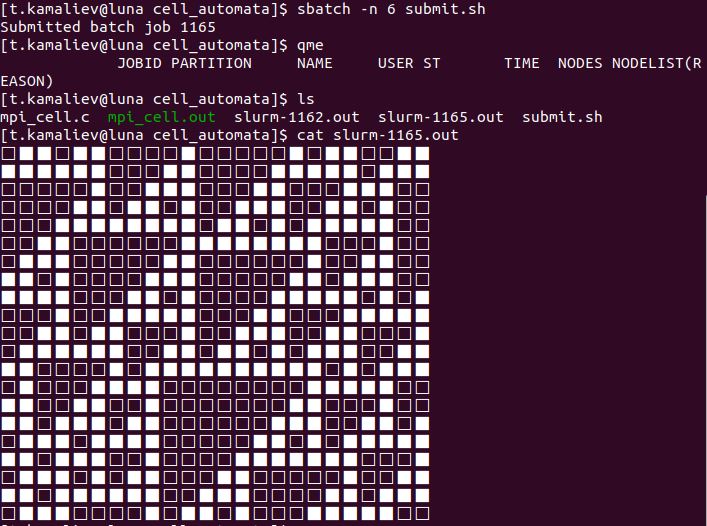 [t.kamaliev@luna cell_automata]$ sbatch -n 6 submit.sh
Submitted batch job 1165
[t.kamaliev@luna cell_automata]$ qme
JOBID PARTITION NAME USER ST TIME NODES NODELIST(R
EASON)
[t.kamaliev@luna cell_automata]$ ls
mpi_cell.c mpi_cell.out slurm-1162.out slurm-1165.out submit.sh
[t.kamaliev@luna cell_automata]$ cat slurm-1165.out